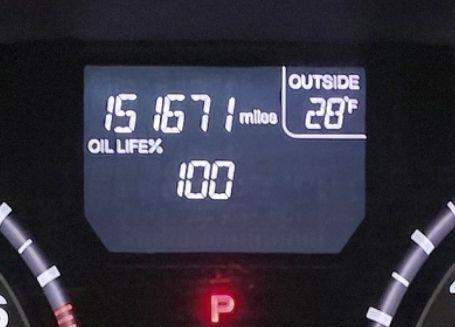 OUTSIDE
151671 miles 28°F
OIL LIFE%
100
P